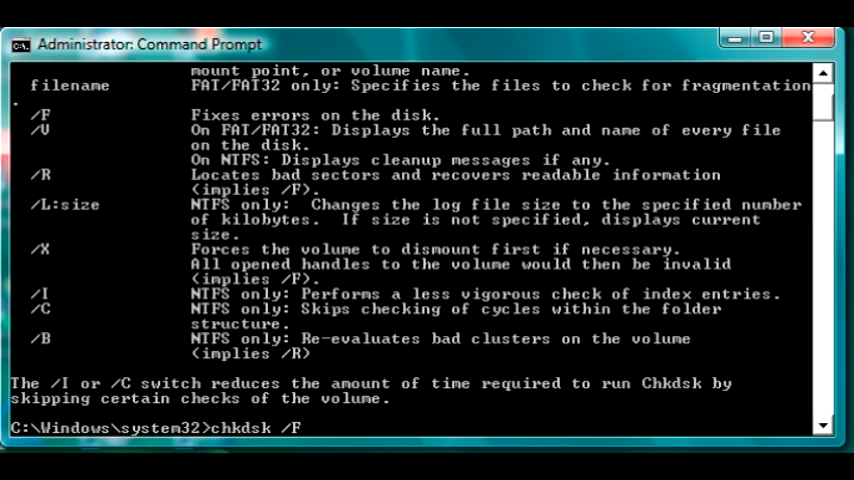 Administrator: Command Prompt
mount point, or volume name.
filename FAT/FAT32 only: Specifies the files to check for fragmentation
.
/F Fixes errors on the disk.
/V On FAT/FAT32: Displays the full path and name of every file
on the disk.
On NTFS: Displays cleanup messages if any.
/R Locates bad sectors and recovers readable information
(implies /F).
/L:size NTFS only:  Changes the log file size to the specified number
of kilobytes.  If size is not specified, displays current
size.
/X Forces the volume to dismount first if necessary.
All opened handles to the volume would then be invalid
(implies /F).
/I NTFS only: Performs a less vigorous check of index entries.
/C NTFS only: Skips checking of cycles within the folder
structure.
/B NTFS only: Re-evaluates bad clusters on the volume
(implies /R)
The /I or /C switch reduces the amount of time required to run Chkdsk by
skipping certain checks of the volume.
C:\Windows\system32>chkdsk /F